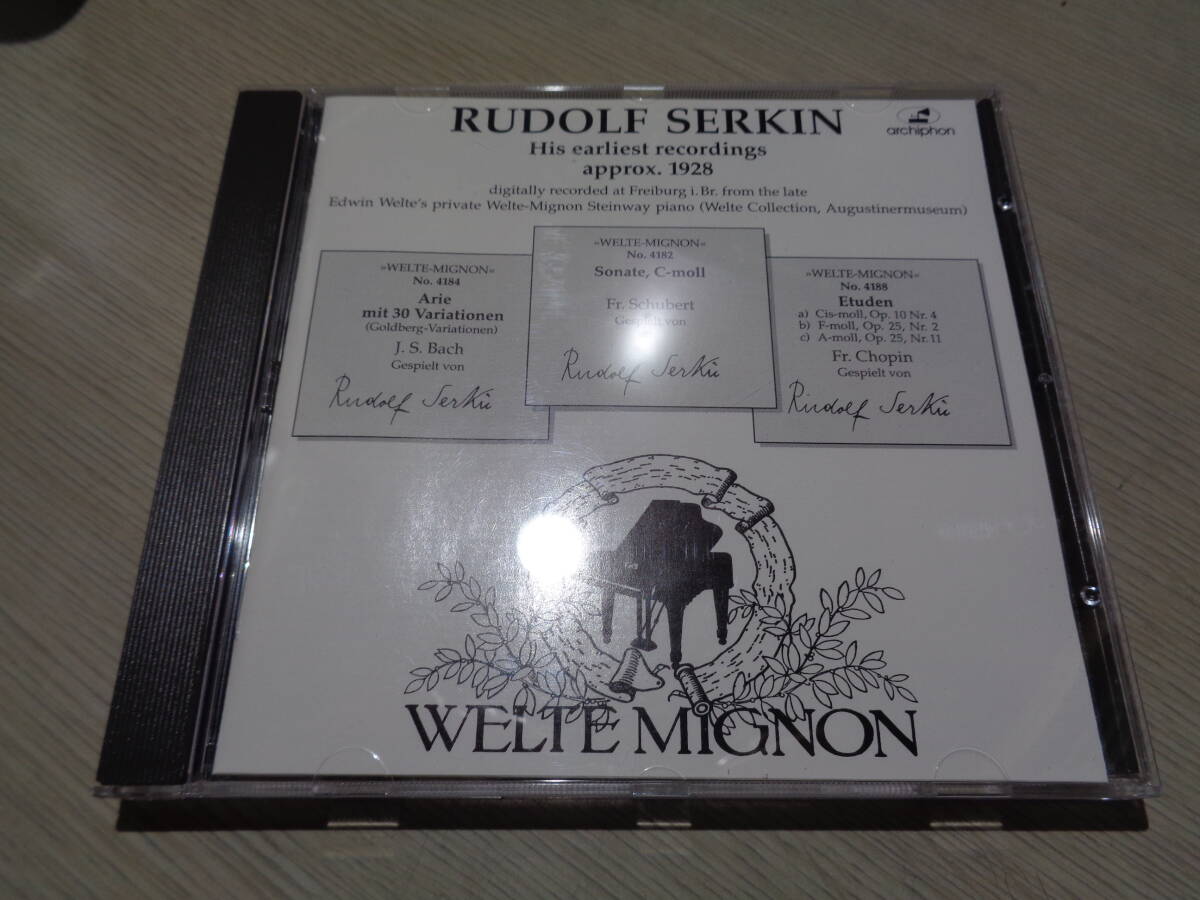 RUDOLF SERKIN
archiphon
His earliest recordings
approx. 1928
digitally recorded at Freiburg i. Br. from the late
Edwin Welte's private Welte-Mignon Steinway piano (Welte Collection, Augustinermuseum)
»WELTE-MIGNON«
No. 4184
Arie
mit 30 Variationen
(Goldberg-Variationen)
J. S. Bach
Gespielt von
Rudolf Serkin
»WELTE-MIGNON«
No. 4182
Sonate, C-moll
Fr. Schubert
Gespielt von
Rudolf Serkin
»WELTE-MIGNON«
No. 4188
Etuden
a) Cis-moll, Op. 10 Nr. 4
b) F-moll, Op. 25, Nr. 2
c) A-moll, Op. 25, Nr. 11
Fr. Chopin
Gespielt von
Rudolf Serkin
WELTE MIGNON